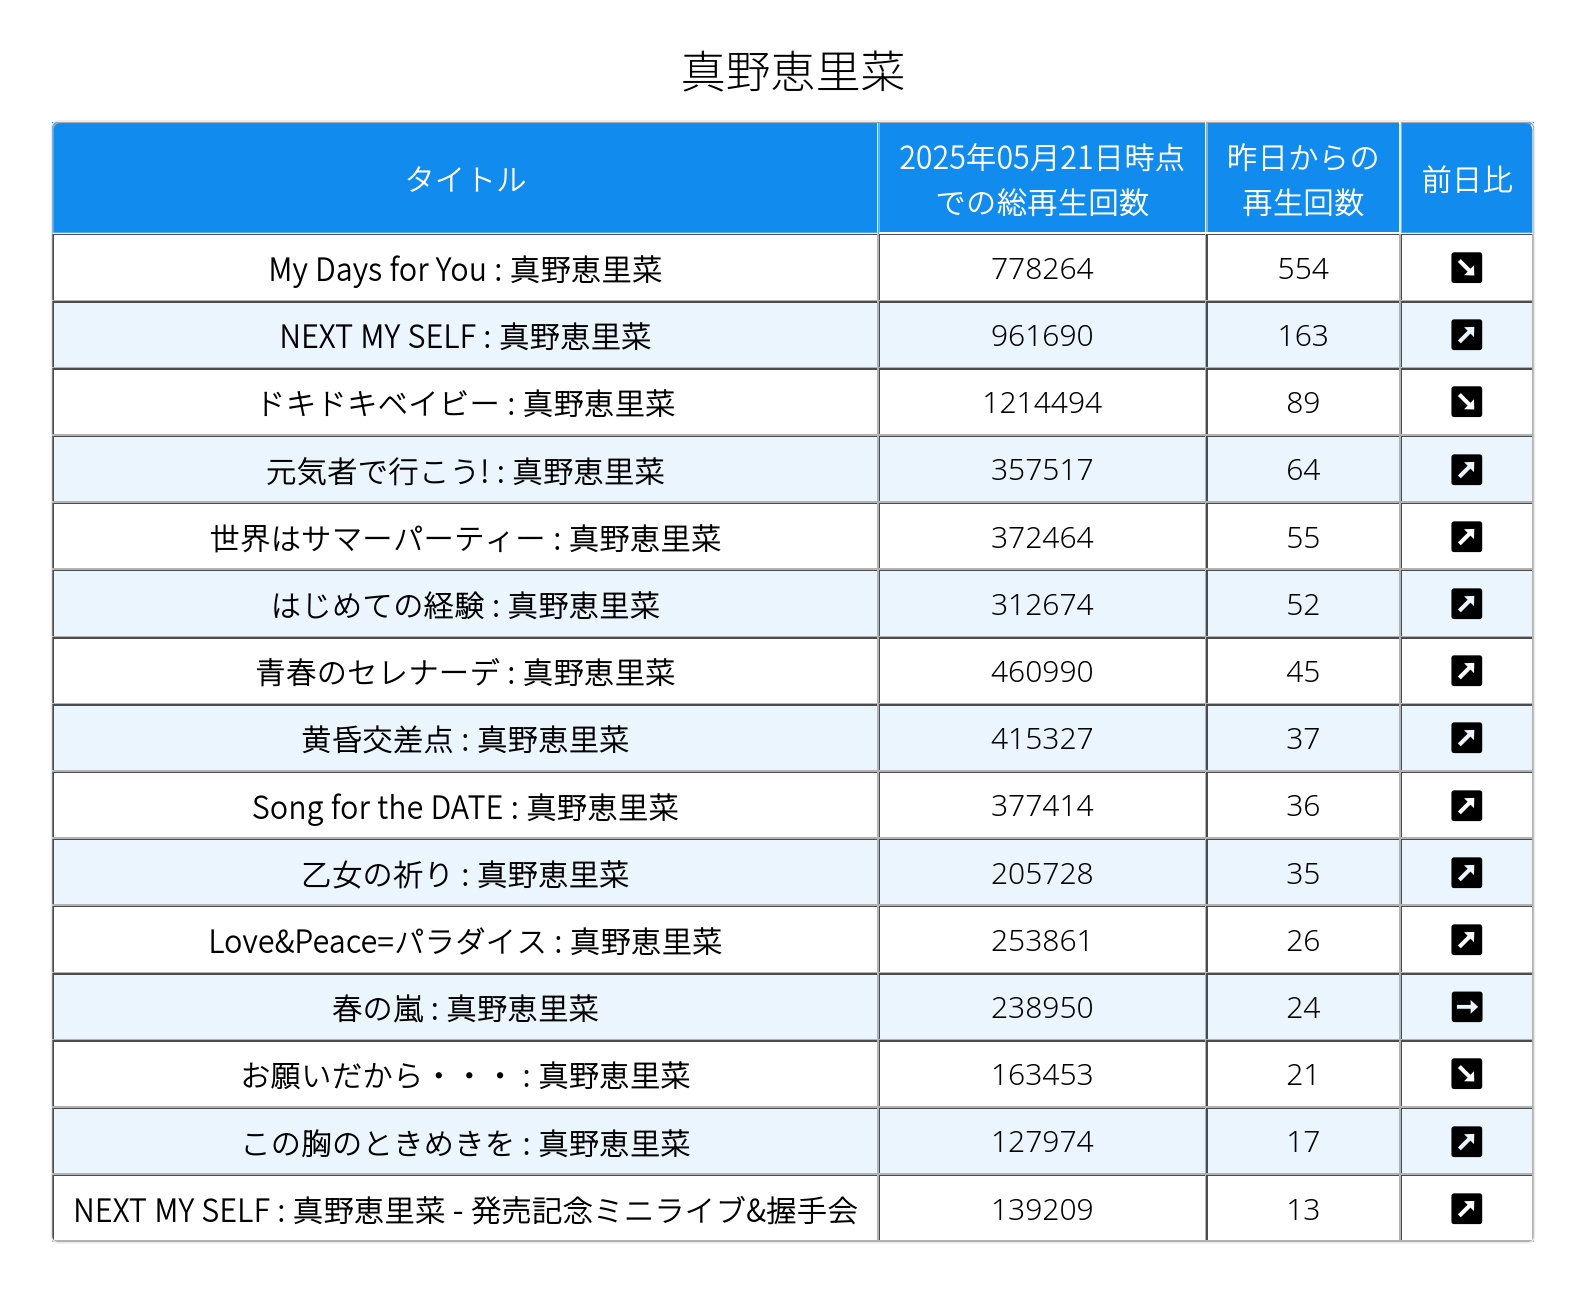 真野恵里菜
タイトル 2025年05月21日時点 での総再生回数 昨日からの 再生回数 前日比
My Days for You : 真野恵里菜 778264 554 ↘
NEXT MY SELF : 真野恵里菜 961690 163 ↗
ドキドキベイビー : 真野恵里菜 1214494 89 ↘
元気者で行こう! : 真野恵里菜 357517 64 ↗
世界はサマーパーティー : 真野恵里菜 372464 55 ↗
はじめての経験 : 真野恵里菜 312674 52 ↗
青春のセレナーデ : 真野恵里菜 460990 45 ↗
黄昏交差点 : 真野恵里菜 415327 37 ↗
Song for the DATE : 真野恵里菜 377414 36 ↗
乙女の祈り : 真野恵里菜 205728 35 ↗
Love&Peace=パラダイス : 真野恵里菜 253861 26 ↗
春の嵐 : 真野恵里菜 238950 24 →
お願いだから・・・ : 真野恵里菜 163453 21 ↘
この胸のときめきを : 真野恵里菜 127974 17 ↗
NEXT MY SELF : 真野恵里菜 - 発売記念ミニライブ&握手会 139209 13 ↗